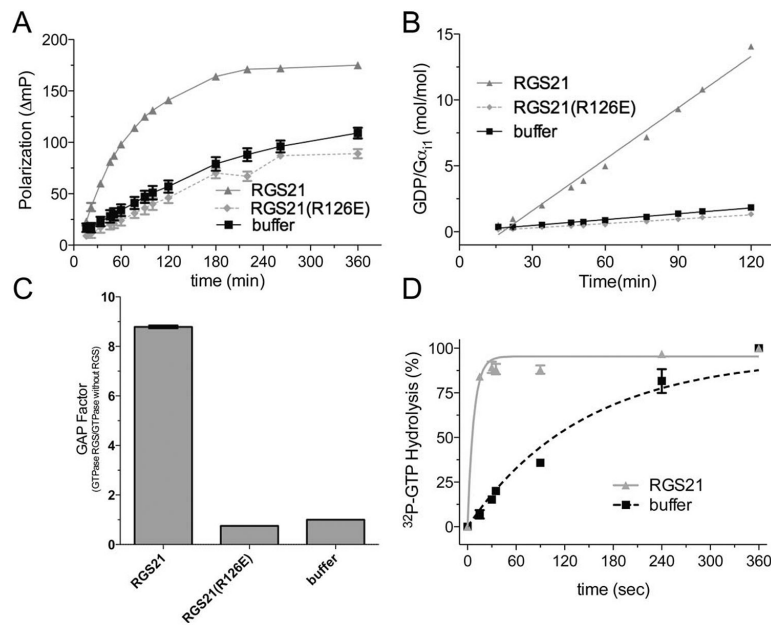 A
Polarization (ΔmP)
200
150
100
50
0
RGS21
RGS21(R126E)
buffer
0 60 120 180 240 300 360
time (min)
B
GDP/Gαi1 (mol/mol)
15
10
5
0
RGS21
RGS21(R126E)
buffer
0 30 60 90 120
Time(min)
C
GAP Factor
(GTPase RGS/GTPase without RGS)
10
8
6
4
2
0
RGS21
RGS21(R126E)
buffer
D
32P-GTP Hydrolysis (%)
100
75
50
25
0
RGS21
buffer
0 60 120 180 240 300 360
time (sec)